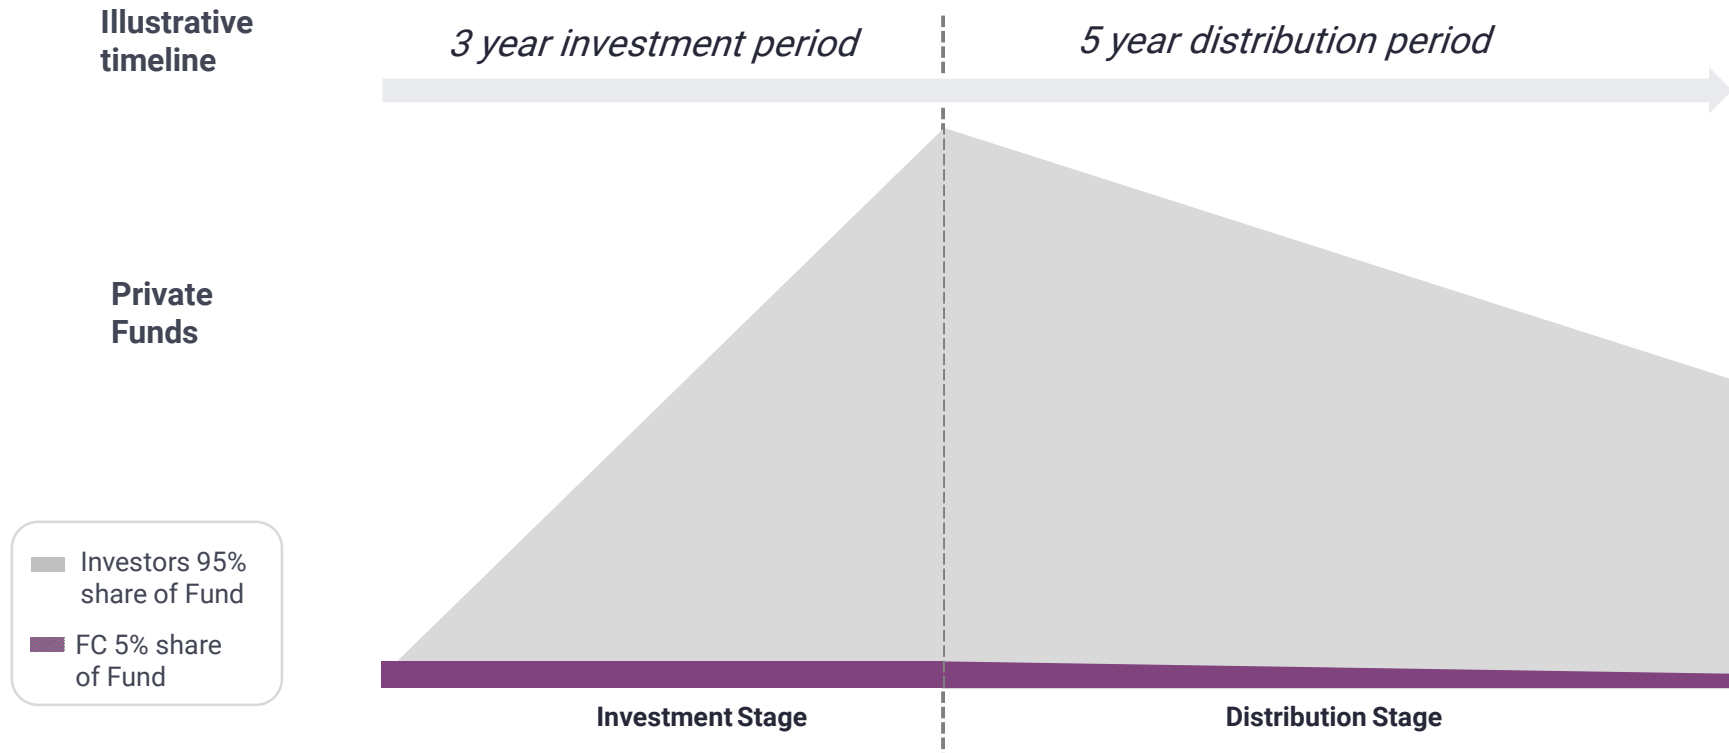 Illustrative
timeline
3 year investment period
5 year distribution period
Private
Funds
Investors 95%
share of Fund
FC 5% share
of Fund
Investment Stage
Distribution Stage